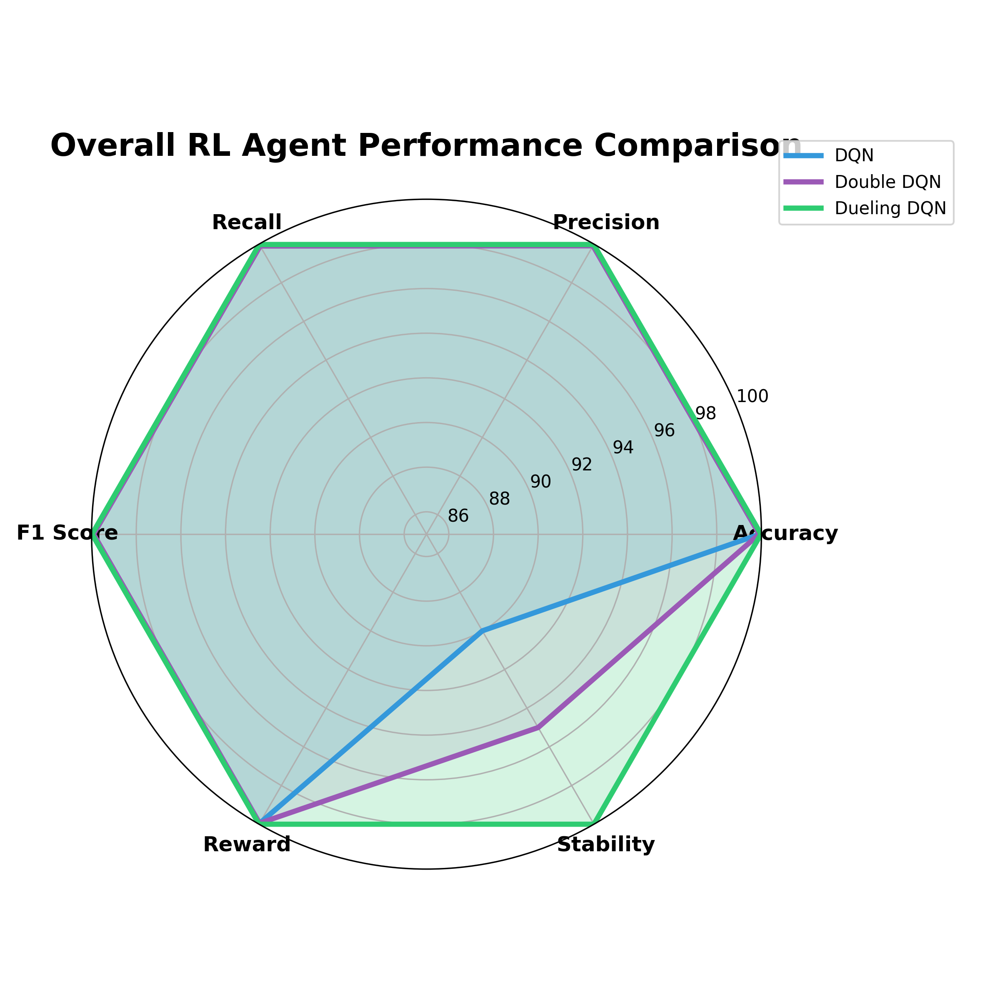 Overall RL Agent Performance Comparison
DQN
Double DQN
Dueling DQN
Recall
Precision
100
98
96
94
92
90
88
86
F1 Score
Accuracy
Reward
Stability